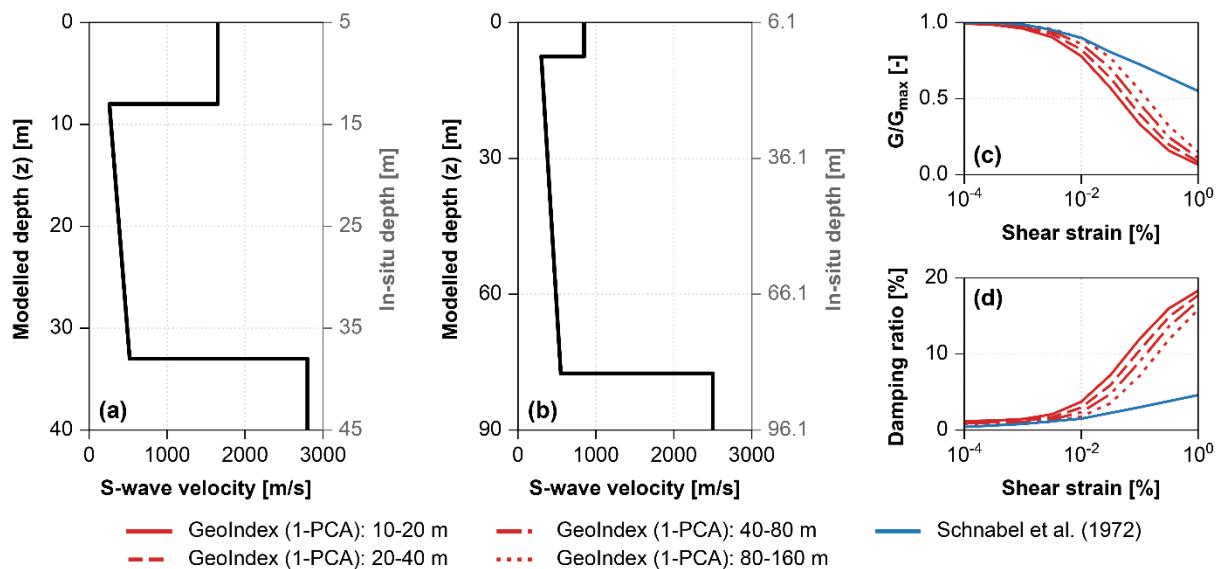 0
10
20
30
40
Modelled depth (z) [m]
5
15
25
35
45
In-situ depth [m]
(a)
0 1000 2000 3000
S-wave velocity [m/s]
0
30
60
90
Modelled depth (z) [m]
6.1
36.1
66.1
96.1
In-situ depth [m]
(b)
0 1000 2000 3000
S-wave velocity [m/s]
1.0
0.5
0.0
G/Gmax [-]
(c)
10-4 10-2 100
Shear strain [%]
20
10
0
Damping ratio [%]
(d)
10-4 10-2 100
Shear strain [%]
GeoIndex (1-PCA): 10-20 m
GeoIndex (1-PCA): 40-80 m
Schnabel et al. (1972)
GeoIndex (1-PCA): 20-40 m
GeoIndex (1-PCA): 80-160 m